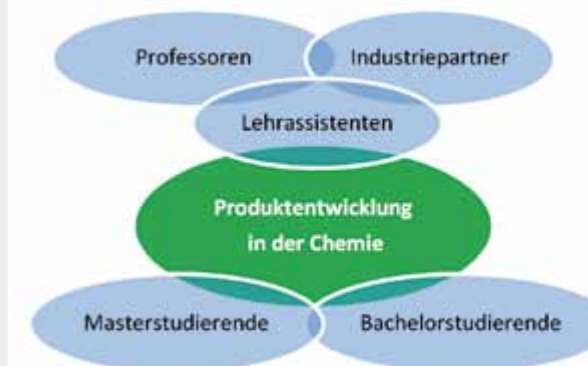 Professoren
Industriepartner
Lehrassistenten
Produktentwicklung
in der Chemie
Masterstudierende
Bachelorstudierende